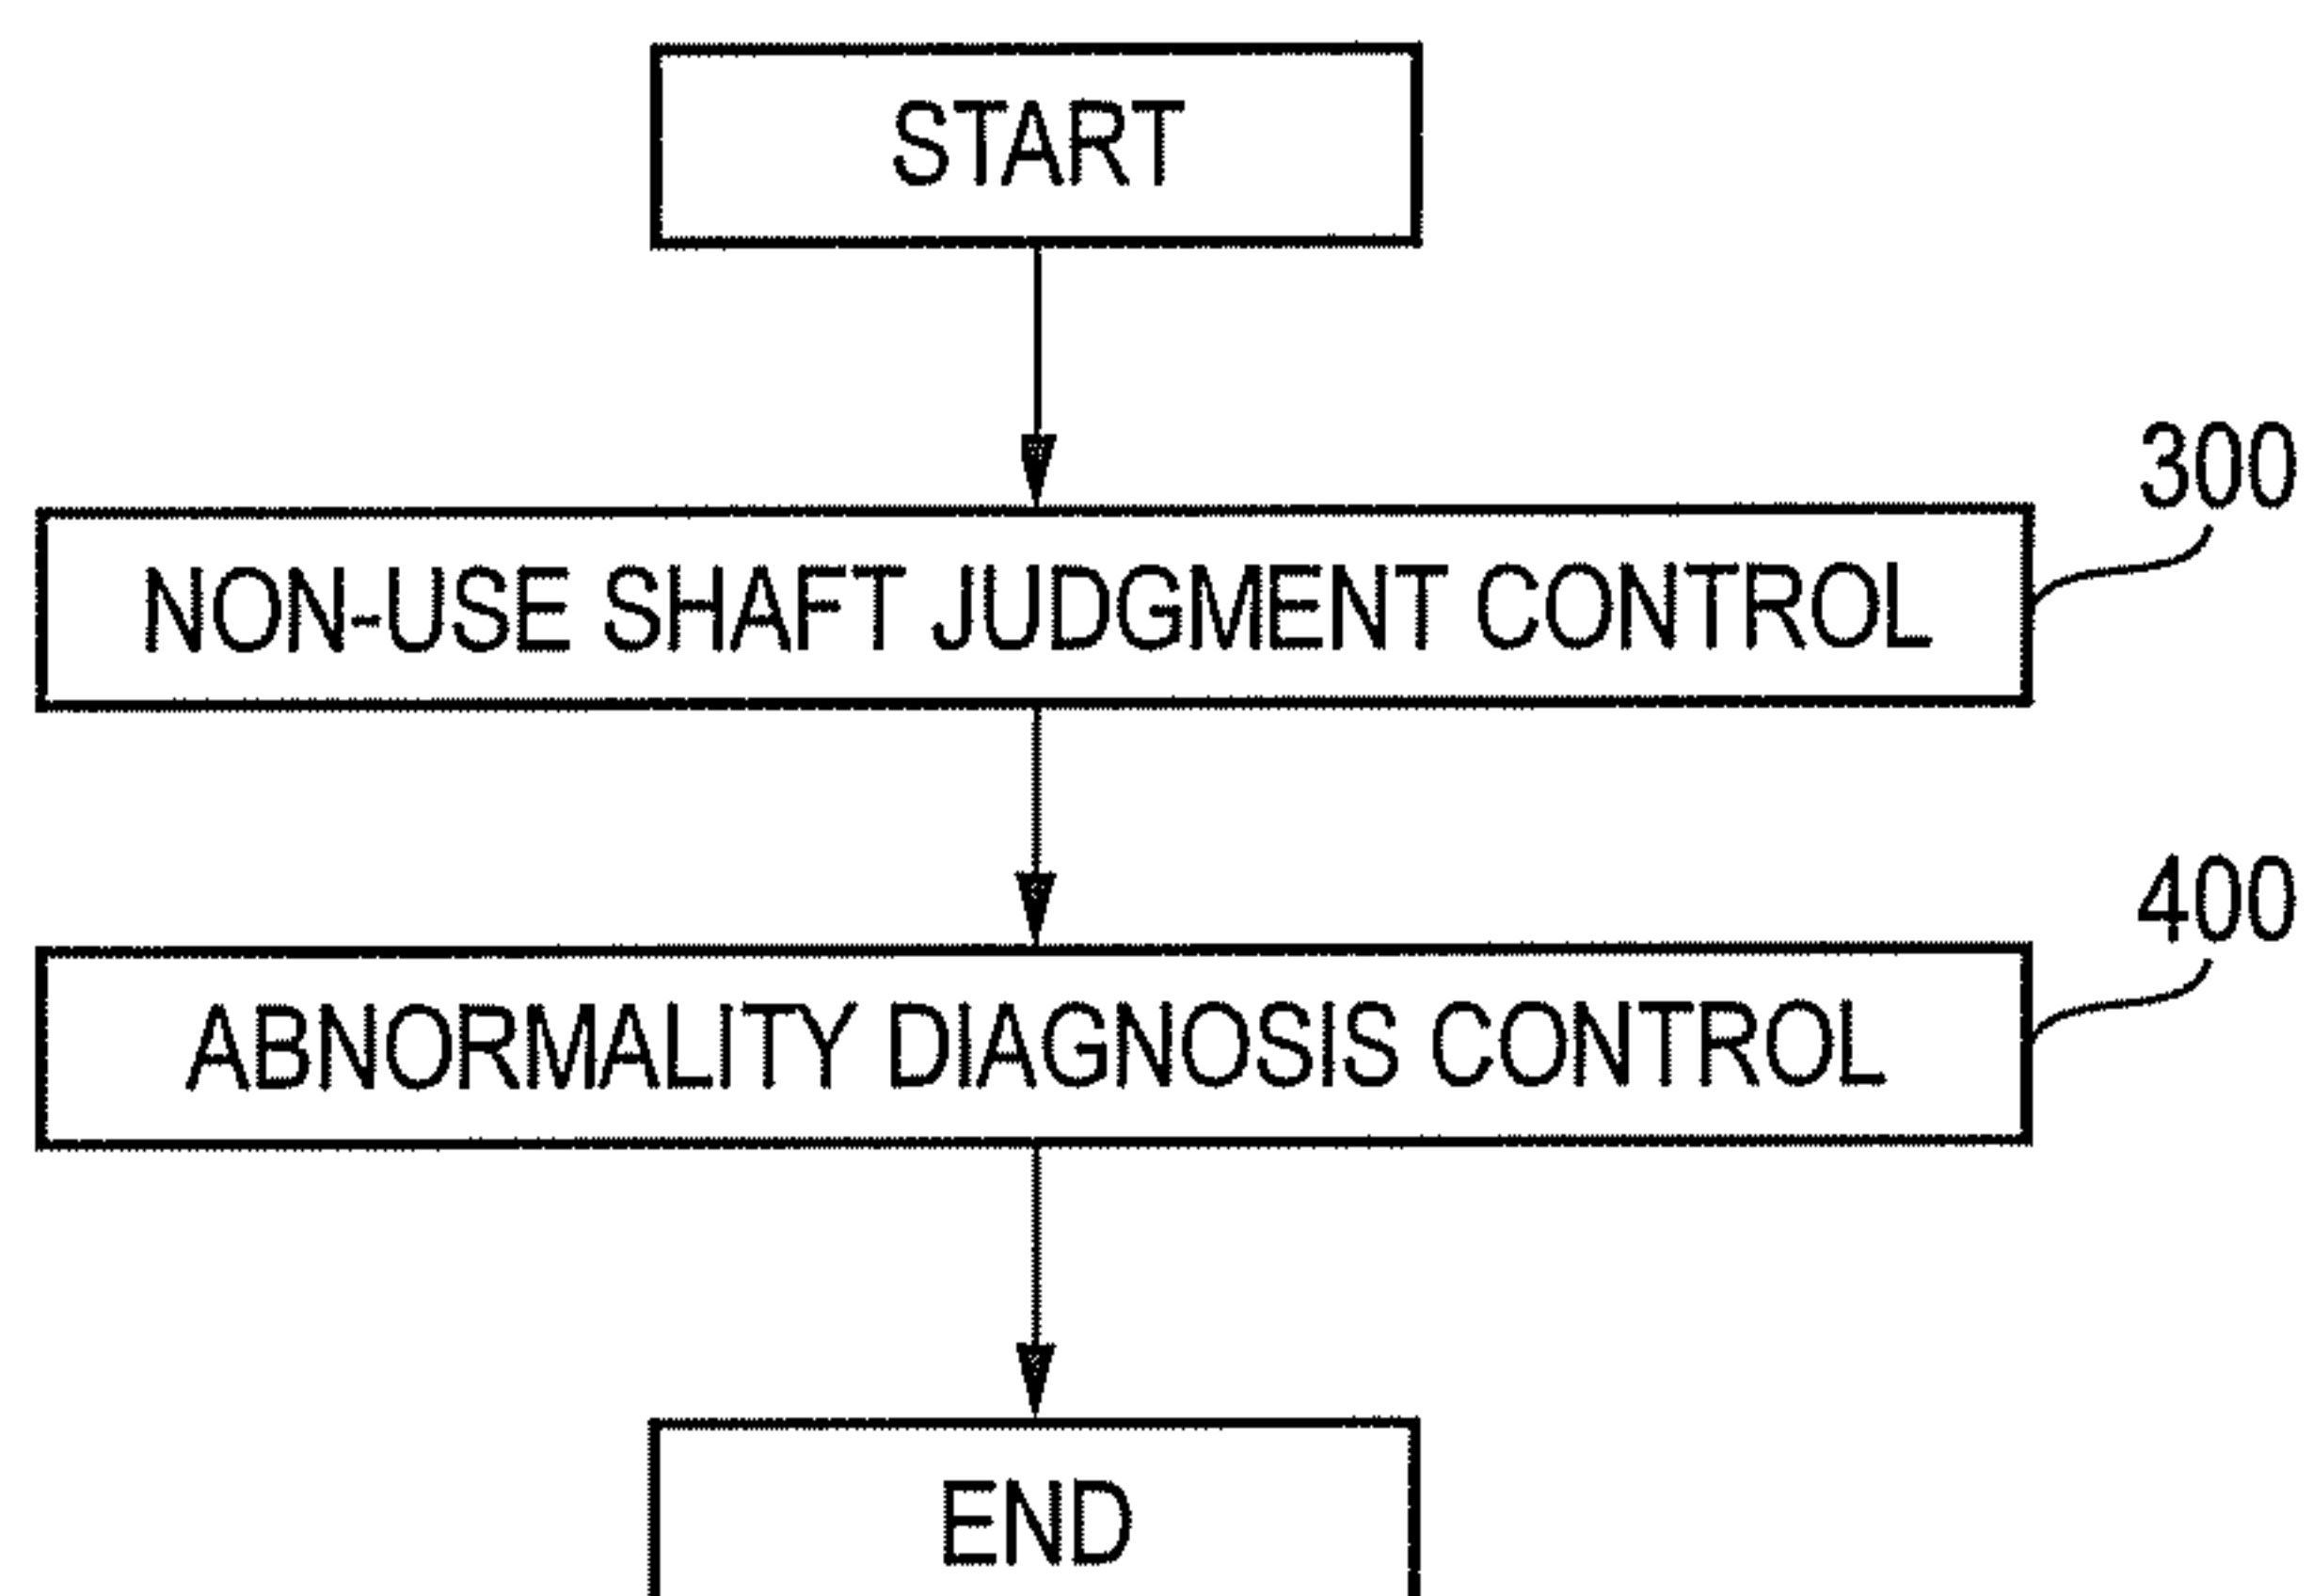 START
300
NON-USE SHAFT JUDGMENT CONTROL
400
ABNORMALITY DIAGNOSIS CONTROL
END